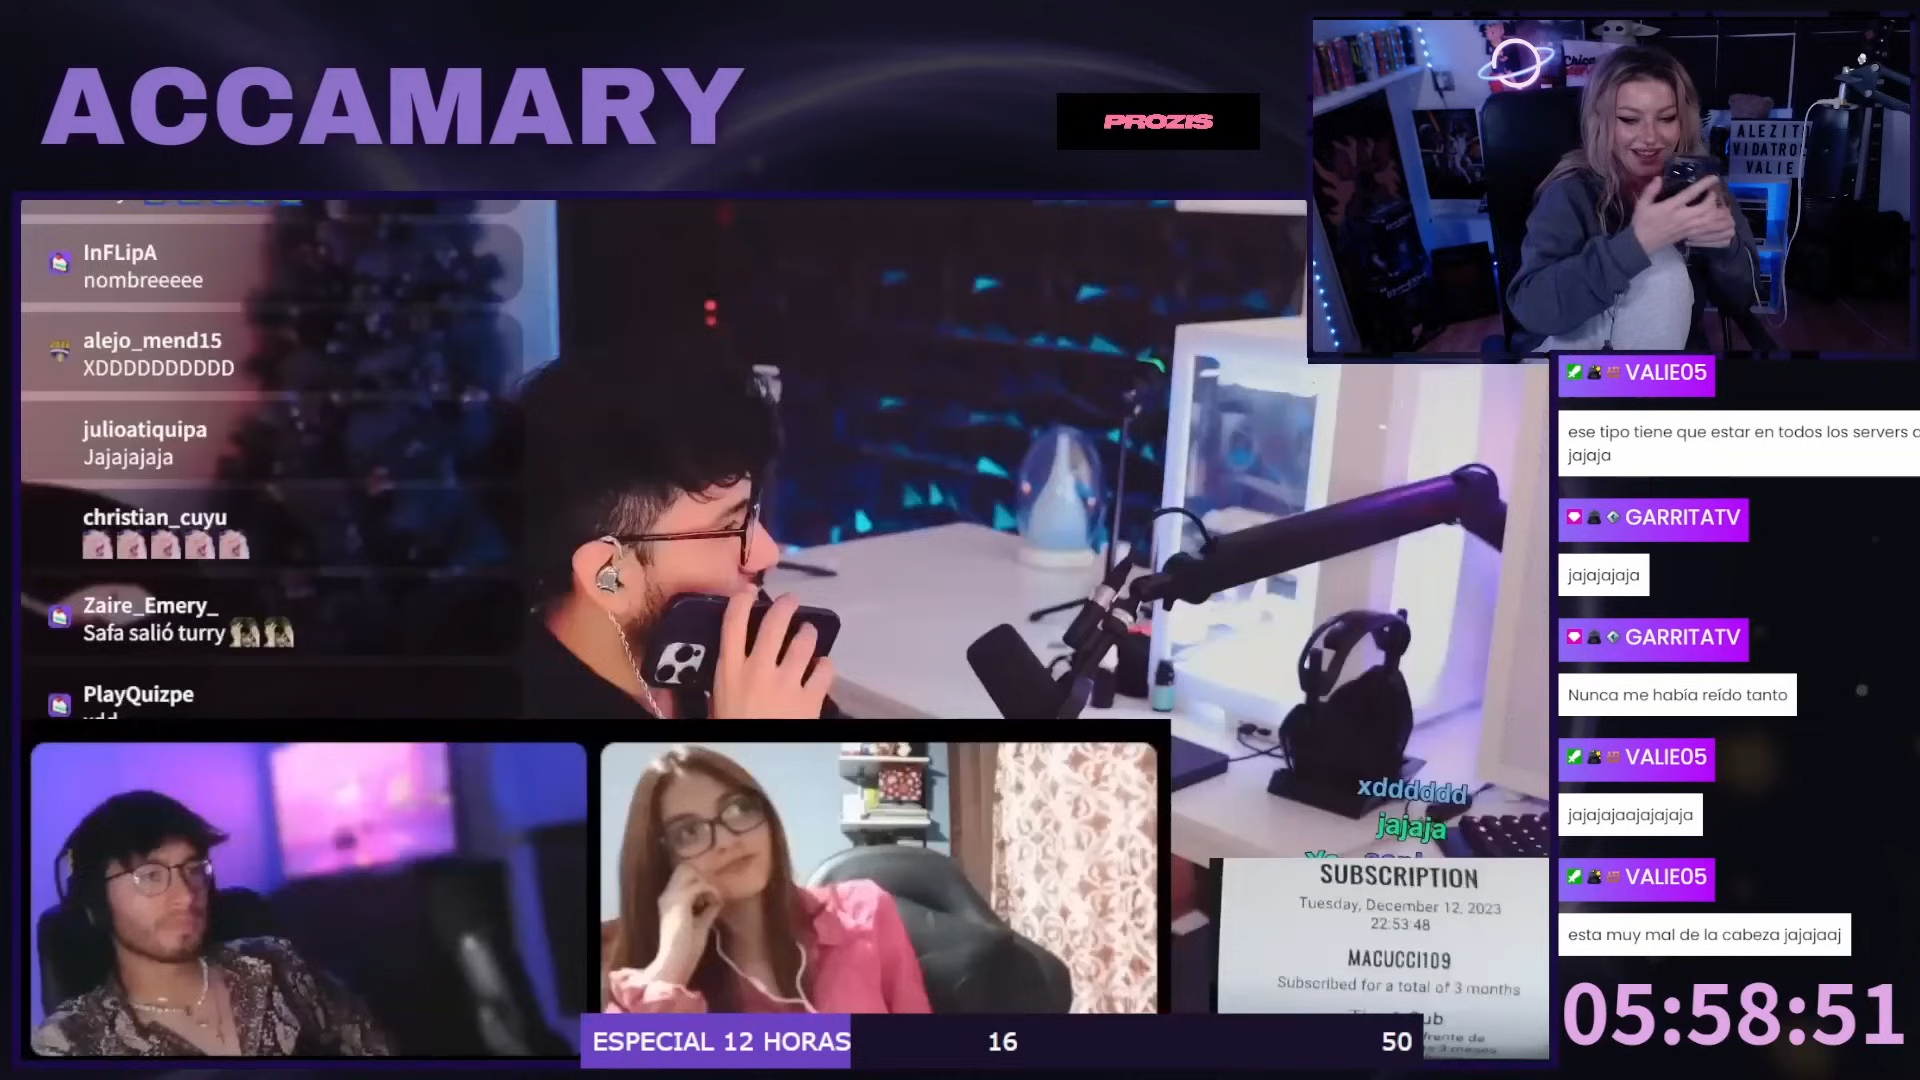 ACCAMARY
PROZIS
ALEZIT
VIDATRO
VALIE
InFLipA
nombreeeee
alejo_mend15
XDDDDDDDDDD
julioatiquipa
Jajajajaja
christian_cuyu
Zaire_Emery_
Safa salió turry
PlayQuizpe
xddddddd
jajaja
SUBSCRIPTION
Tuesday, December 12, 2023
22:53:48
MACUCCI109
Subscribed for a total of 3 months
ESPECIAL 12 HORAS
16
50
VALIE05
ese tipo tiene que estar en todos los servers
jajaja
GARRITATV
jajajajaja
GARRITATV
Nunca me había reído tanto
VALIE05
jajajajaajajajaja
VALIE05
esta muy mal de la cabeza jajajaaj
05:58:51